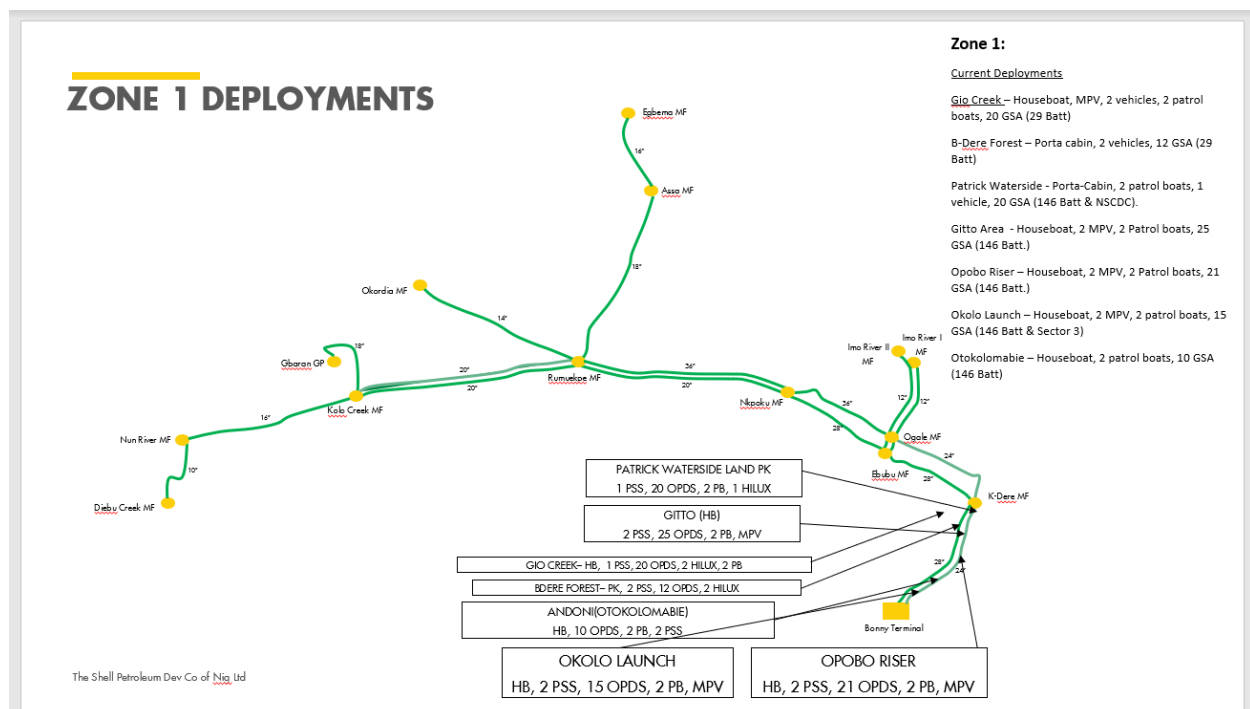 ZONE 1 DEPLOYMENTS
Zone 1:
Current Deployments
Gio Creek – Houseboat, MPV, 2 vehicles, 2 patrol
boats, 20 GSA (29 Batt)
B-Dere Forest – Porta cabin, 2 vehicles, 12 GSA (29
Batt)
Patrick Waterside - Porta-Cabin, 2 patrol boats, 1
vehicle, 20 GSA (146 Batt & NSCDC).
Gitto Area - Houseboat, 2 MPV, 2 Patrol boats, 25
GSA (146 Batt.)
Opobo Riser – Houseboat, 2 MPV, 2 Patrol boats, 21
GSA (146 Batt.)
Okolo Launch – Houseboat, 2 MPV, 2 patrol boats, 15
GSA (146 Batt & Sector 3)
Otokolomabie – Houseboat, 2 patrol boats, 10 GSA
(146 Batt)
Egbema MF
16"
Assa MF
18"
Okordia MF
14"
Gbaran GP
18"
20"
20"
Rumuekpe MF
Kolo Creek MF
16"
Nun River MF
10"
Diebu Creek MF
36"
20"
Nkpoku MF
36"
28"
Imo River II
MF
Imo River I
MF
12"
12"
Ogale MF
24"
Ebubu MF
28"
K-Dere MF
28"
24"
Bonny Terminal
PATRICK WATERSIDE LAND PK
1 PSS, 20 OPDS, 2 PB, 1 HILUX
GITTO (HB)
2 PSS, 25 OPDS, 2 PB, MPV
GIO CREEK– HB, 1 PSS, 20 OPDS, 2 HILUX, 2 PB
BDERE FOREST– PK, 2 PSS, 12 OPDS, 2 HILUX
ANDONI(OTOKOLOMABIE)
HB, 10 OPDS, 2 PB, 2 PSS
OKOLO LAUNCH
HB, 2 PSS, 15 OPDS, 2 PB, MPV
OPOBO RISER
HB, 2 PSS, 21 OPDS, 2 PB, MPV
The Shell Petroleum Dev Co of Nig Ltd